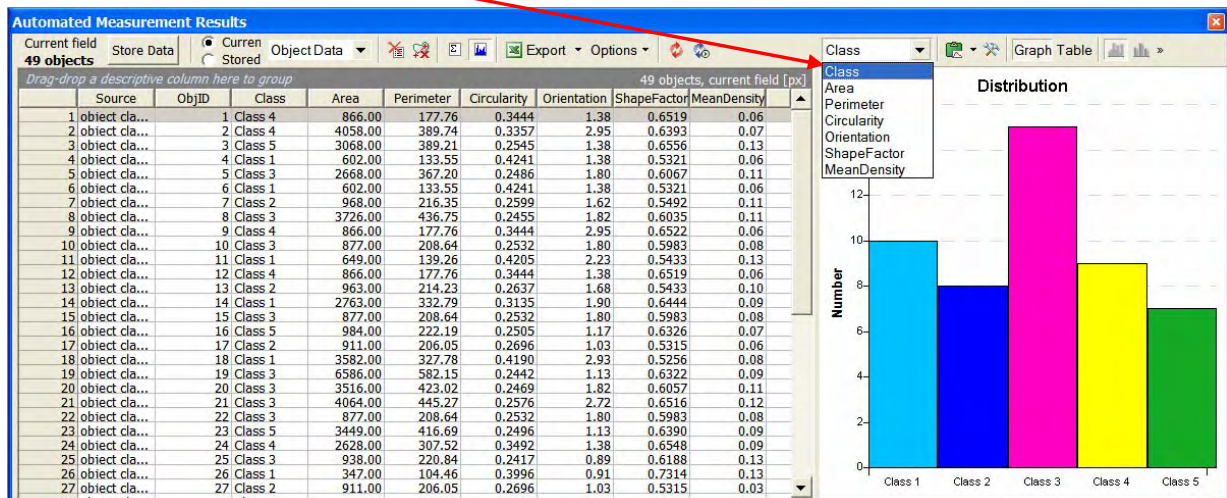 Automated Measurement Results
Current field
49 objects
Store Data
Curren
Stored
Object Data
Σ
Export
Options
Class
Graph Table
»
Drag-drop a descriptive column here to group
49 objects, current field [px]
Source ObjID Class Area Perimeter Circularity Orientation ShapeFactor MeanDensity
1 object cla... 1 Class 4 866.00 177.76 0.3444 1.38 0.6519 0.06
2 object cla... 2 Class 4 4058.00 389.74 0.3357 2.95 0.6393 0.07
3 object cla... 3 Class 5 3068.00 389.21 0.2545 1.38 0.6556 0.13
4 object cla... 4 Class 1 602.00 133.55 0.4241 1.38 0.5321 0.06
5 object cla... 5 Class 3 2668.00 367.20 0.2486 1.80 0.6067 0.11
6 object cla... 6 Class 1 602.00 133.55 0.4241 1.38 0.5321 0.06
7 object cla... 7 Class 2 968.00 216.35 0.2599 1.62 0.5492 0.11
8 object cla... 8 Class 3 3726.00 436.75 0.2455 1.82 0.6035 0.11
9 object cla... 9 Class 4 866.00 177.76 0.3444 2.95 0.6522 0.06
10 object cla... 10 Class 3 877.00 208.64 0.2532 1.80 0.5983 0.08
11 object cla... 11 Class 1 649.00 139.26 0.4205 2.23 0.5433 0.13
12 object cla... 12 Class 4 866.00 177.76 0.3444 1.38 0.6519 0.06
13 object cla... 13 Class 2 963.00 214.23 0.2637 1.68 0.5433 0.10
14 object cla... 14 Class 1 2763.00 332.79 0.3135 1.90 0.6444 0.09
15 object cla... 15 Class 3 877.00 208.64 0.2532 1.80 0.5983 0.08
16 object cla... 16 Class 5 984.00 222.19 0.2505 1.17 0.6326 0.07
17 object cla... 17 Class 2 911.00 206.05 0.2696 1.03 0.5315 0.06
18 object cla... 18 Class 1 3582.00 327.78 0.4190 2.93 0.5256 0.08
19 object cla... 19 Class 3 6586.00 582.15 0.2442 1.13 0.6322 0.09
20 object cla... 20 Class 3 3516.00 423.02 0.2469 1.82 0.6057 0.11
21 object cla... 21 Class 3 4064.00 445.27 0.2576 2.72 0.6516 0.12
22 object cla... 22 Class 3 877.00 208.64 0.2532 1.80 0.5983 0.08
23 object cla... 23 Class 5 3449.00 416.69 0.2496 1.13 0.6390 0.09
24 object cla... 24 Class 4 2628.00 307.52 0.3492 1.38 0.6548 0.09
25 object cla... 25 Class 3 938.00 220.84 0.2417 0.89 0.6188 0.13
26 object cla... 26 Class 1 347.00 104.46 0.3996 0.91 0.7314 0.13
27 object cla... 27 Class 2 911.00 206.05 0.2696 1.03 0.5315 0.03
Class
Area
Perimeter
Circularity
Orientation
ShapeFactor
MeanDensity
Distribution
Number
12
10
8
6
4
2
0
Class 1 Class 2 Class 3 Class 4 Class 5